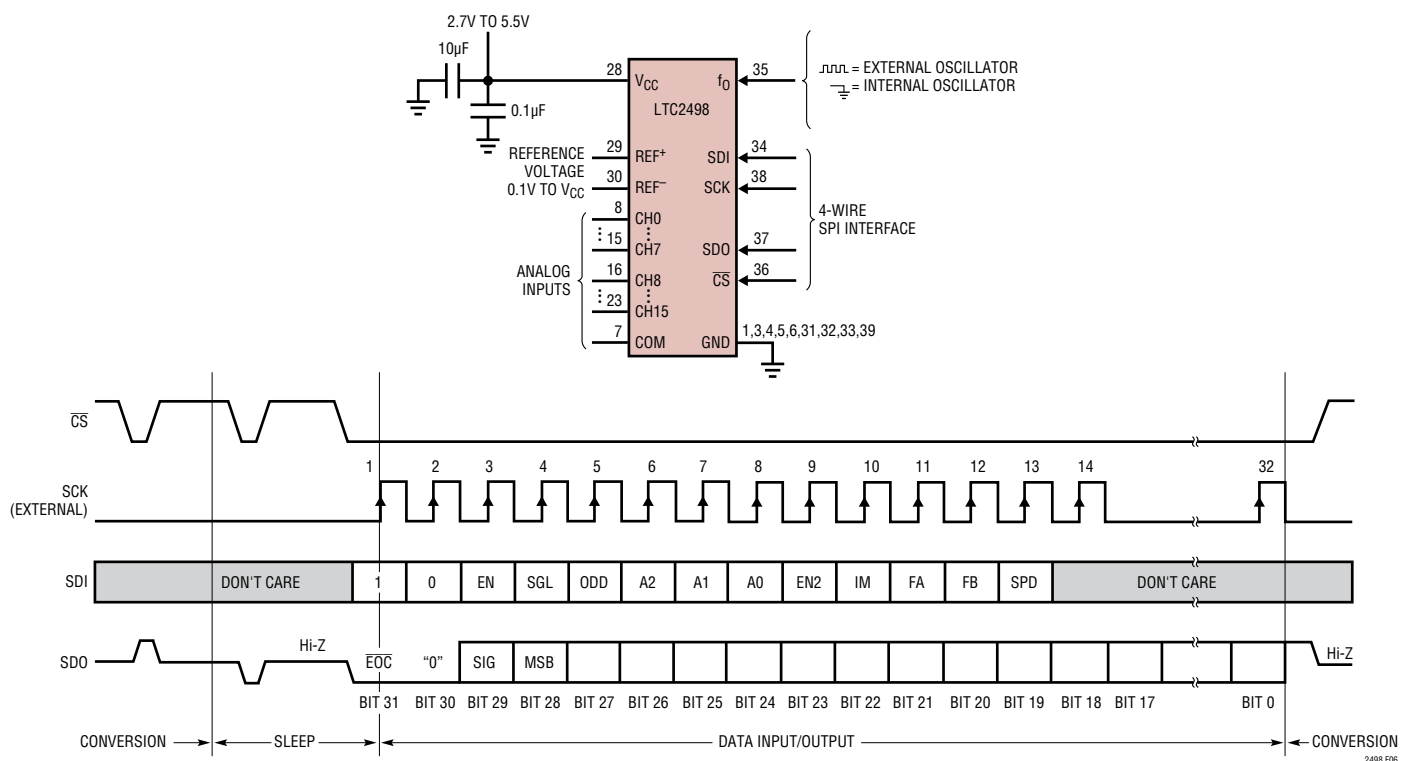 2.7V TO 5.5V
10µF
0.1µF
28
VCC
fO
35
LTC2498
= EXTERNAL OSCILLATOR
= INTERNAL OSCILLATOR
REFERENCE
VOLTAGE
0.1V TO VCC
29
REF+
30
REF–
SDI
34
SCK
38
4-WIRE
SPI INTERFACE
ANALOG
INPUTS
8
CH0
15
CH7
SDO
37
16
CH8
CS
36
23
CH15
7
COM
GND
1,3,4,5,6,31,32,33,39
CS
1 2 3 4 5 6 7 8 9 10 11 12 13 14 32
SCK
(EXTERNAL)
SDI DON'T CARE 1 0 EN SGL ODD A2 A1 A0 EN2 IM FA FB SPD DON'T CARE
SDO Hi-Z EOC “0” SIG MSB Hi-Z
BIT 31 BIT 30 BIT 29 BIT 28 BIT 27 BIT 26 BIT 25 BIT 24 BIT 23 BIT 22 BIT 21 BIT 20 BIT 19 BIT 18 BIT 17 BIT 0
CONVERSION SLEEP DATA INPUT/OUTPUT CONVERSION
2498 F06